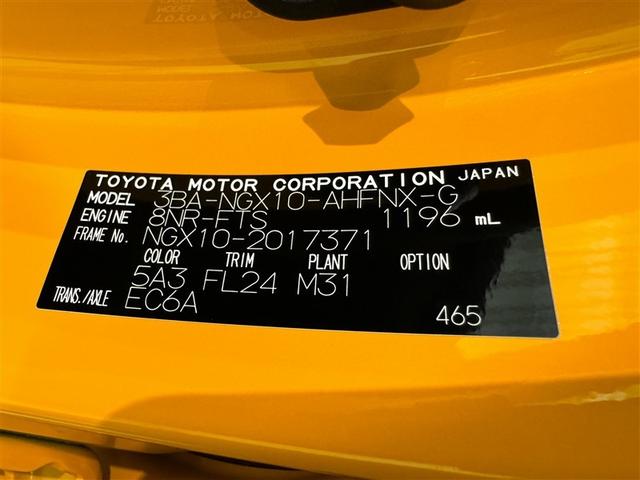 TOYOTA MOTOR CORPORATION JAPAN
MODEL 3BA-NGX10-AHFNX-G
ENGINE 8NR-FTS 1196 mL
FRAME No. NGX10-2017371
COLOR TRIM PLANT OPTION
5A3 FL24 M31
TRANS./AXLE EC6A
465